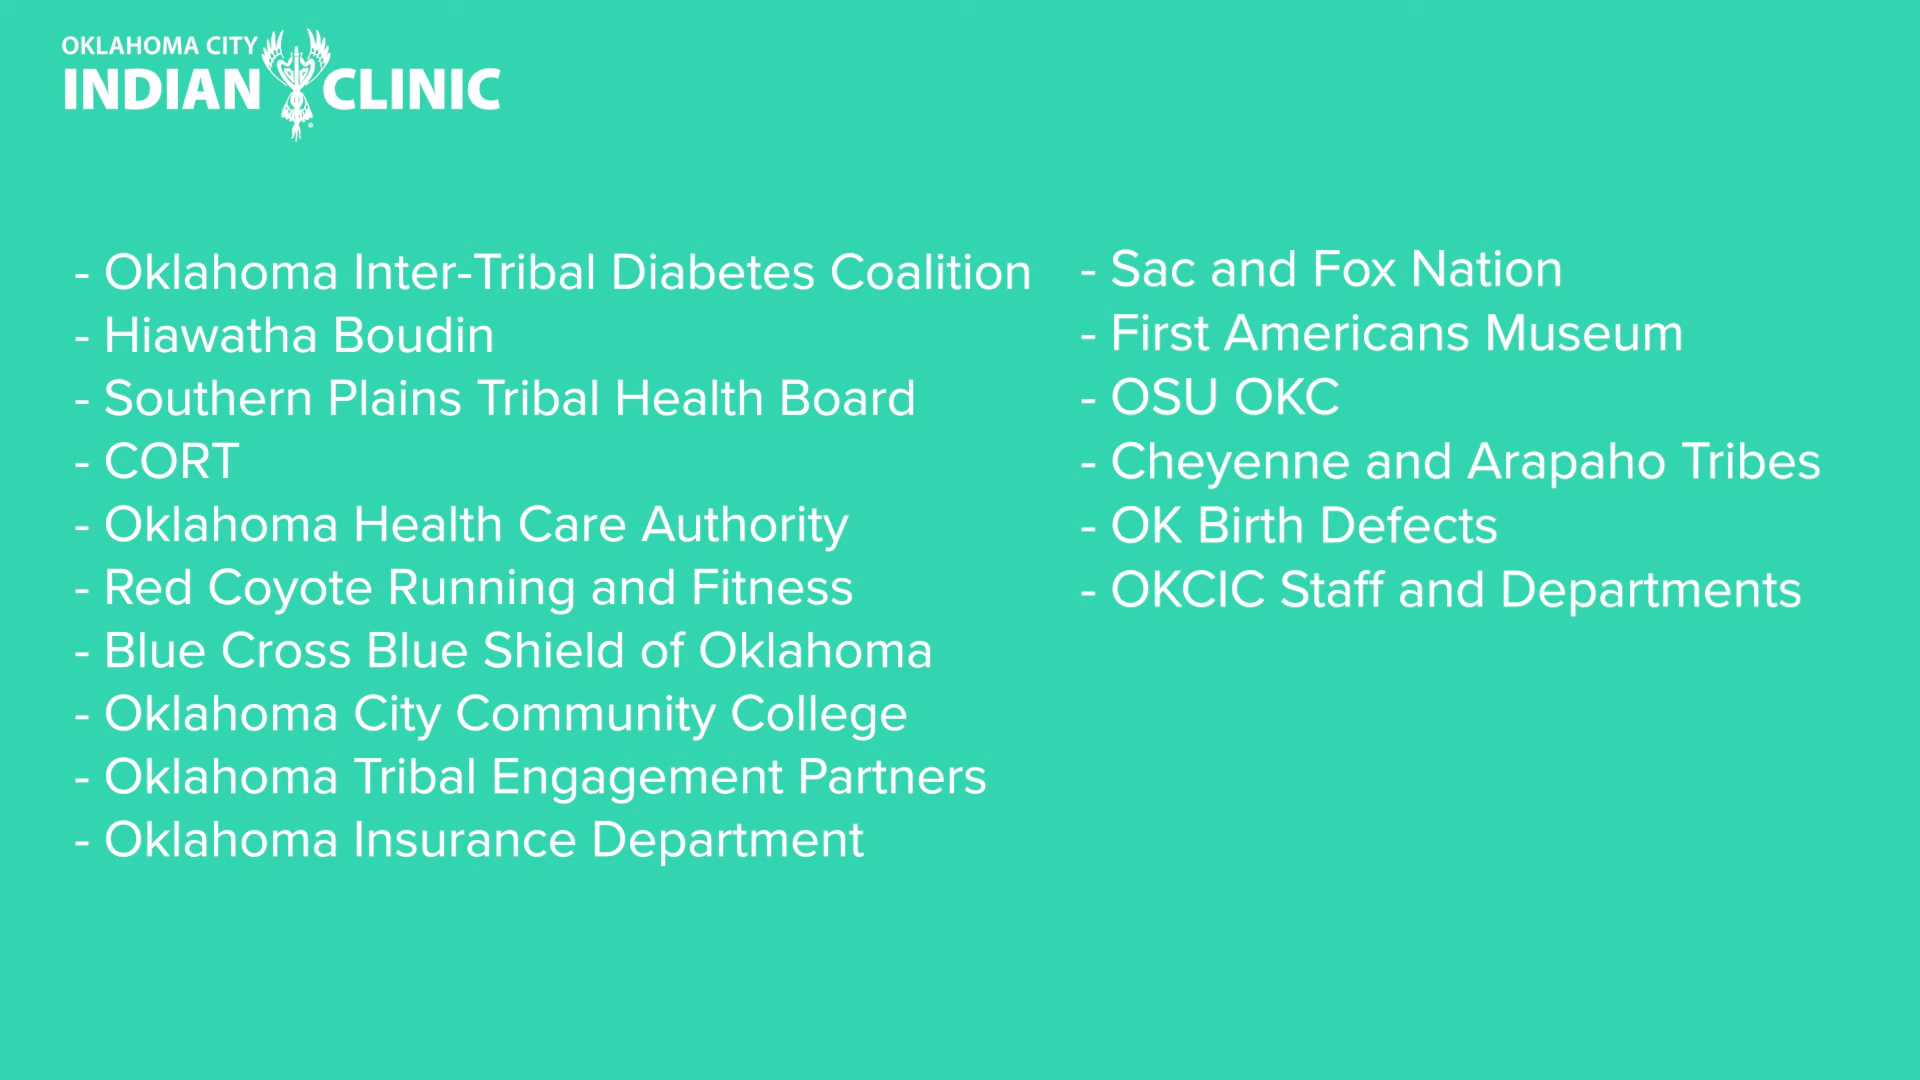 OKLAHOMA CITY
INDIAN CLINIC
- Oklahoma Inter-Tribal Diabetes Coalition
- Hiawatha Boudin
- Southern Plains Tribal Health Board
- CORT
- Oklahoma Health Care Authority
- Red Coyote Running and Fitness
- Blue Cross Blue Shield of Oklahoma
- Oklahoma City Community College
- Oklahoma Tribal Engagement Partners
- Oklahoma Insurance Department
- Sac and Fox Nation
- First Americans Museum
- OSU OKC
- Cheyenne and Arapaho Tribes
- OK Birth Defects
- OKCIC Staff and Departments